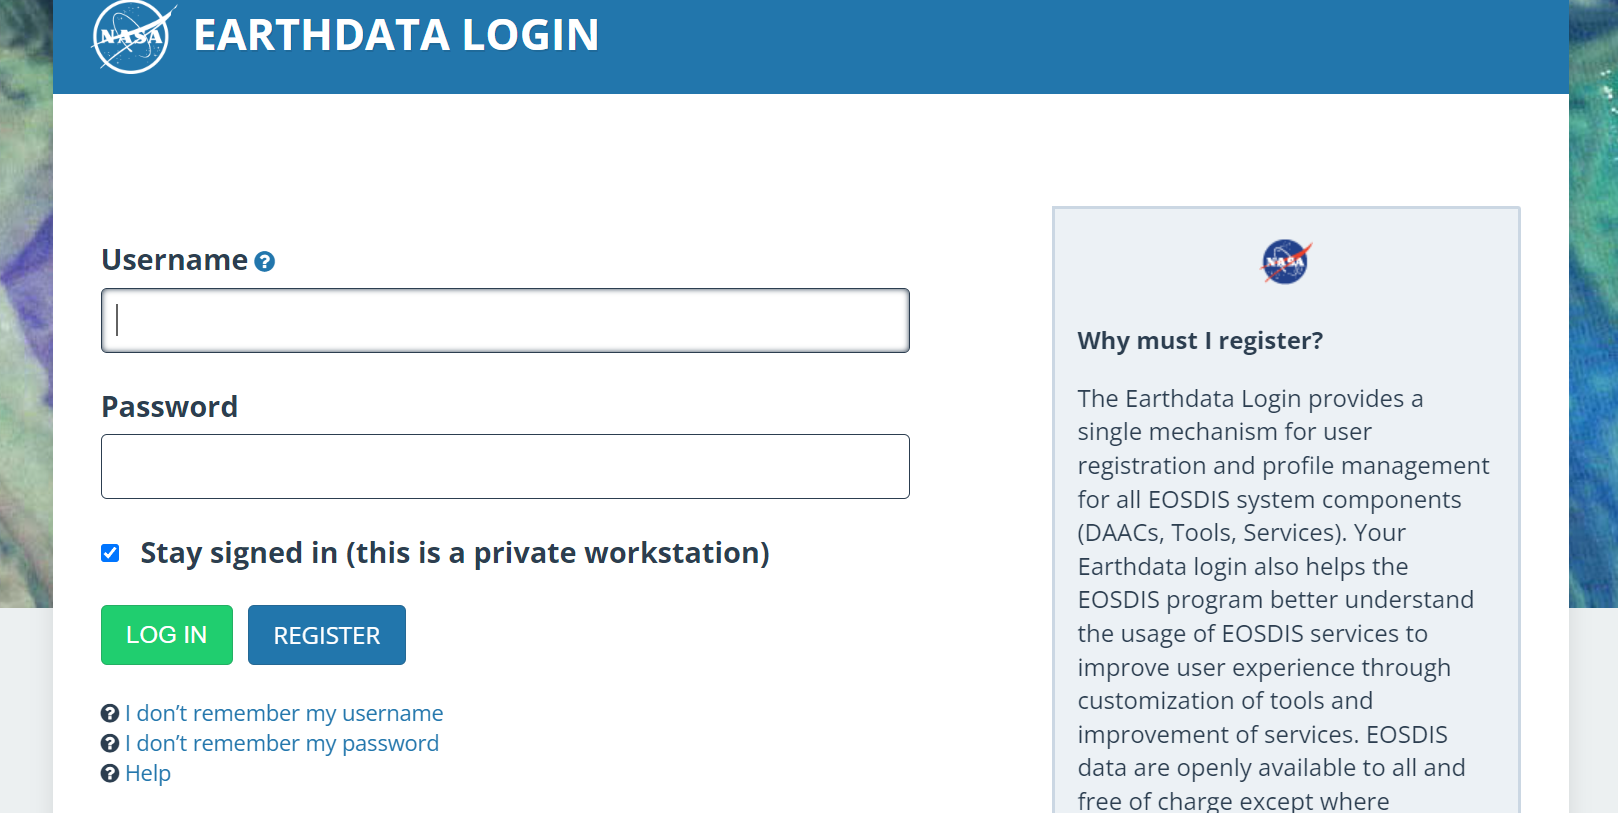 NASA EARTHDATA LOGIN
Username
Password
Stay signed in (this is a private workstation)
LOG IN REGISTER
I don’t remember my username
I don’t remember my password
Help
NASA
Why must I register?
The Earthdata Login provides a
single mechanism for user
registration and profile management
for all EOSDIS system components
(DAACs, Tools, Services). Your
Earthdata login also helps the
EOSDIS program better understand
the usage of EOSDIS services to
improve user experience through
customization of tools and
improvement of services. EOSDIS
data are openly available to all and
free of charge except where